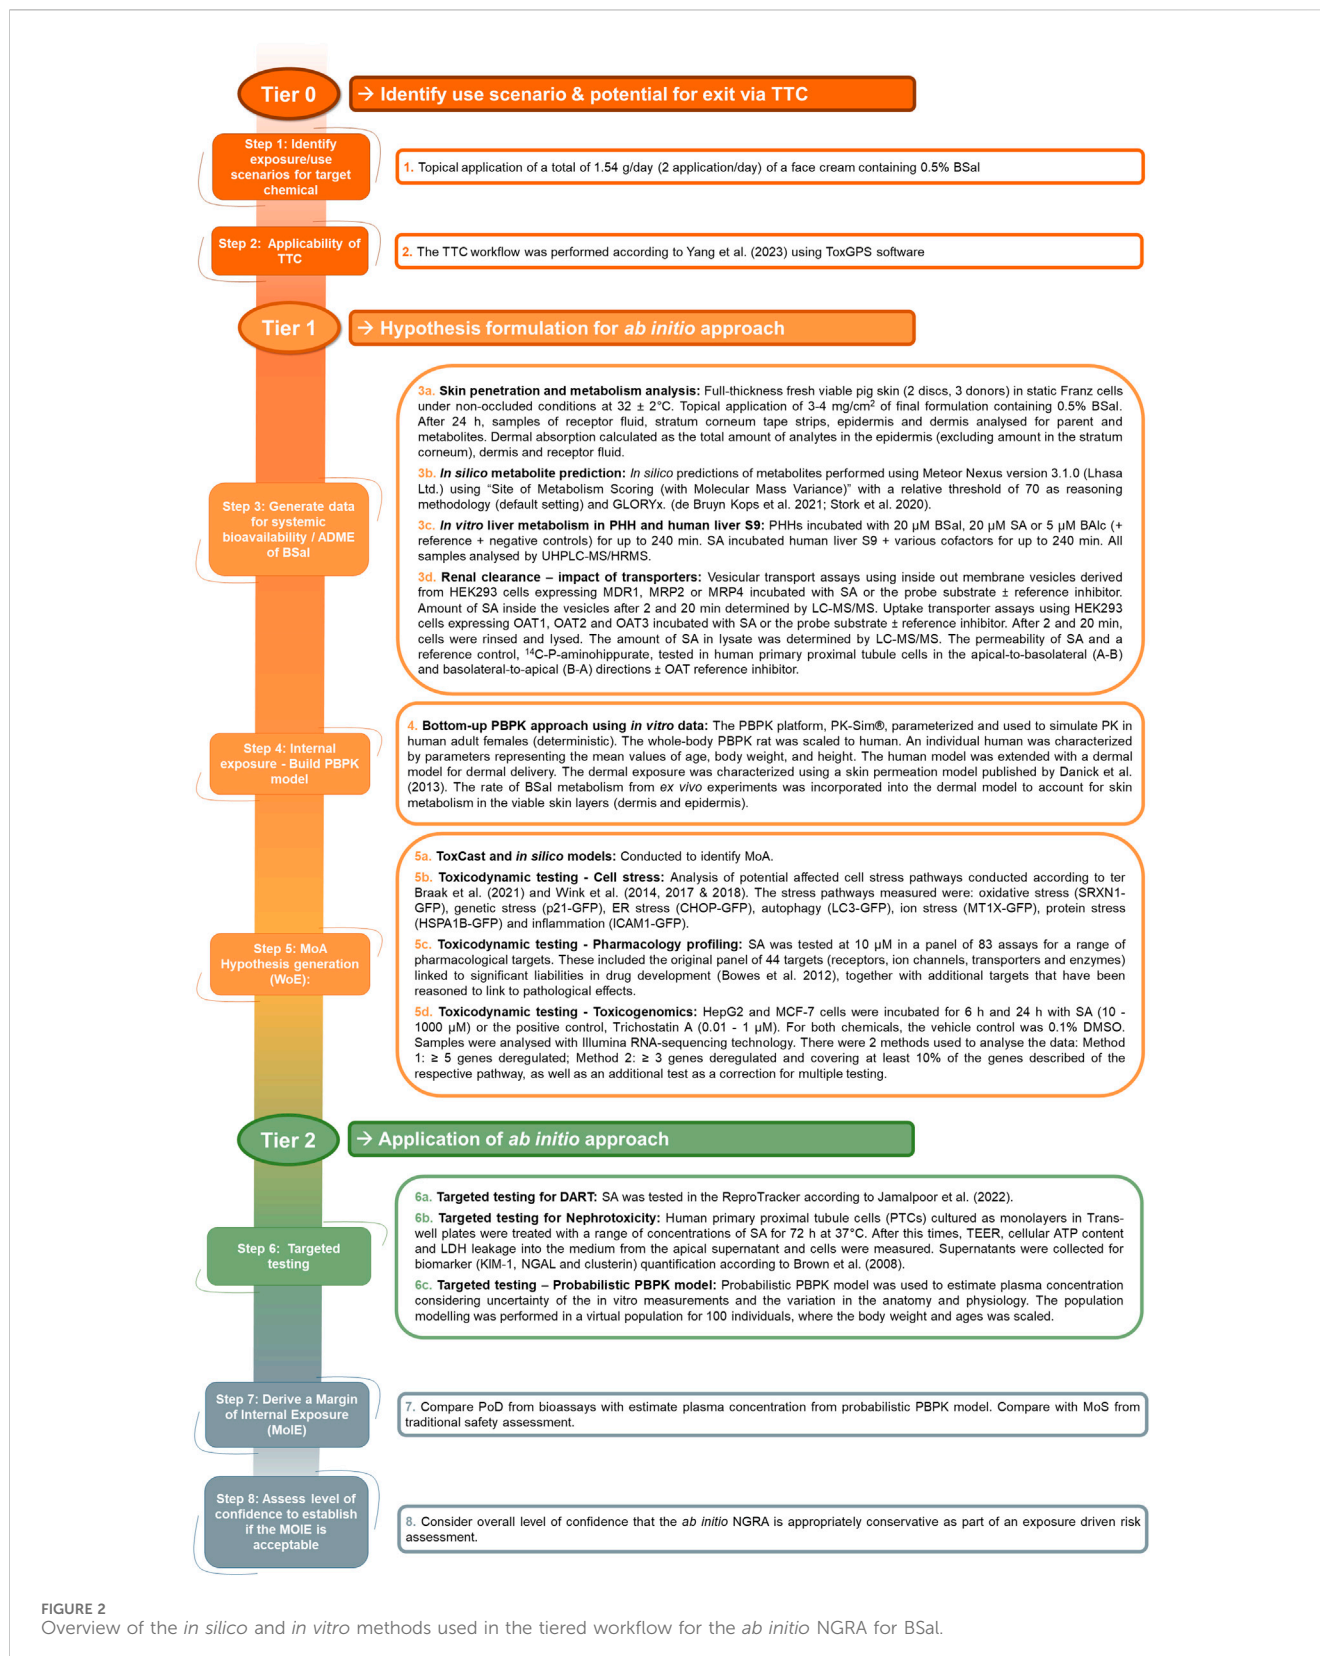 Tier 0
→ Identify use scenario & potential for exit via TTC
Step 1: Identify
exposure/use
scenarios for target
chemical
1. Topical application of a total of 1.54 g/day (2 application/day) of a face cream containing 0.5% BSal
Step 2: Applicability of
TTC
2. The TTC workflow was performed according to Yang et al. (2023) using ToxGPS software
Tier 1
→ Hypothesis formulation for ab initio approach
Step 3: Generate data
for systemic
bioavailability / ADME
of BSal
3a. Skin penetration and metabolism analysis: Full-thickness fresh viable pig skin (2 discs, 3 donors) in static Franz cells
under non-occluded conditions at 32 ± 2°C. Topical application of 3-4 mg/cm² of final formulation containing 0.5% BSal.
After 24 h, samples of receptor fluid, stratum corneum tape strips, epidermis and dermis analysed for parent and
metabolites. Dermal absorption calculated as the total amount of analytes in the epidermis (excluding amount in the stratum
corneum), dermis and receptor fluid.
3b. In silico metabolite prediction: In silico predictions of metabolites performed using Meteor Nexus version 3.1.0 (Lhasa
Ltd.) using “Site of Metabolism Scoring (with Molecular Mass Variance)” with a relative threshold of 70 as reasoning
methodology (default setting) and GLORYx. (de Bruyn Kops et al. 2021; Stork et al. 2020).
3c. In vitro liver metabolism in PHH and human liver S9: PHHs incubated with 20 µM BSal, 20 µM SA or 5 µM BAlc (+
reference + negative controls) for up to 240 min. SA incubated human liver S9 + various cofactors for up to 240 min. All
samples analysed by UHPLC-MS/HRMS.
3d. Renal clearance – impact of transporters: Vesicular transport assays using inside out membrane vesicles derived
from HEK293 cells expressing MDR1, MRP2 or MRP4 incubated with SA or the probe substrate ± reference inhibitor.
Amount of SA inside the vesicles after 2 and 20 min determined by LC-MS/MS. Uptake transporter assays using HEK293
cells expressing OAT1, OAT2 and OAT3 incubated with SA or the probe substrate ± reference inhibitor. After 2 and 20 min,
cells were rinsed and lysed. The amount of SA in lysate was determined by LC-MS/MS. The permeability of SA and a
reference control, ¹⁴C-P-aminohippurate, tested in human primary proximal tubule cells in the apical-to-basolateral (A-B)
and basolateral-to-apical (B-A) directions ± OAT reference inhibitor.
Step 4: Internal
exposure - Build PBPK
model
4. Bottom-up PBPK approach using in vitro data: The PBPK platform, PK-Sim®, parameterized and used to simulate PK in
human adult females (deterministic). The whole-body PBPK rat was scaled to human. An individual human was characterized
by parameters representing the mean values of age, body weight, and height. The human model was extended with a dermal
model for dermal delivery. The dermal exposure was characterized using a skin permeation model published by Danick et al.
(2013). The rate of BSal metabolism from ex vivo experiments was incorporated into the dermal model to account for skin
metabolism in the viable skin layers (dermis and epidermis).
Step 5: MoA
Hypothesis generation
(WoE):
5a. ToxCast and in silico models: Conducted to identify MoA.
5b. Toxicodynamic testing - Cell stress: Analysis of potential affected cell stress pathways conducted according to ter
Braak et al. (2021) and Wink et al. (2014, 2017 & 2018). The stress pathways measured were: oxidative stress (SRXN1-
GFP), genetic stress (p21-GFP), ER stress (CHOP-GFP), autophagy (LC3-GFP), ion stress (MT1X-GFP), protein stress
(HSPA1B-GFP) and inflammation (ICAM1-GFP).
5c. Toxicodynamic testing - Pharmacology profiling: SA was tested at 10 µM in a panel of 83 assays for a range of
pharmacological targets. These included the original panel of 44 targets (receptors, ion channels, transporters and enzymes)
linked to significant liabilities in drug development (Bowes et al. 2012), together with additional targets that have been
reasoned to link to pathological effects.
5d. Toxicodynamic testing - Toxicogenomics: HepG2 and MCF-7 cells were incubated for 6 h and 24 h with SA (10 -
1000 µM) or the positive control, Trichostatin A (0.01 - 1 µM). For both chemicals, the vehicle control was 0.1% DMSO.
Samples were analysed with Illumina RNA-sequencing technology. There were 2 methods used to analyse the data: Method
1: ≥ 5 genes deregulated; Method 2: ≥ 3 genes deregulated and covering at least 10% of the genes described of the
respective pathway, as well as an additional test as a correction for multiple testing.
Tier 2
→ Application of ab initio approach
Step 6: Targeted
testing
6a. Targeted testing for DART: SA was tested in the ReproTracker according to Jamalpoor et al. (2022).
6b. Targeted testing for Nephrotoxicity: Human primary proximal tubule cells (PTCs) cultured as monolayers in Trans-
well plates were treated with a range of concentrations of SA for 72 h at 37°C. After this times, TEER, cellular ATP content
and LDH leakage into the medium from the apical supernatant and cells were measured. Supernatants were collected for
biomarker (KIM-1, NGAL and clusterin) quantification according to Brown et al. (2008).
6c. Targeted testing – Probabilistic PBPK model: Probabilistic PBPK model was used to estimate plasma concentration
considering uncertainty of the in vitro measurements and the variation in the anatomy and physiology. The population
modelling was performed in a virtual population for 100 individuals, where the body weight and ages was scaled.
Step 7: Derive a Margin
of Internal Exposure
(MoIE)
7. Compare PoD from bioassays with estimate plasma concentration from probabilistic PBPK model. Compare with MoS from
traditional safety assessment.
Step 8: Assess level of
confidence to establish
if the MOIE is
acceptable
8. Consider overall level of confidence that the ab initio NGRA is appropriately conservative as part of an exposure driven risk
assessment.
FIGURE 2
Overview of the in silico and in vitro methods used in the tiered workflow for the ab initio NGRA for BSal.